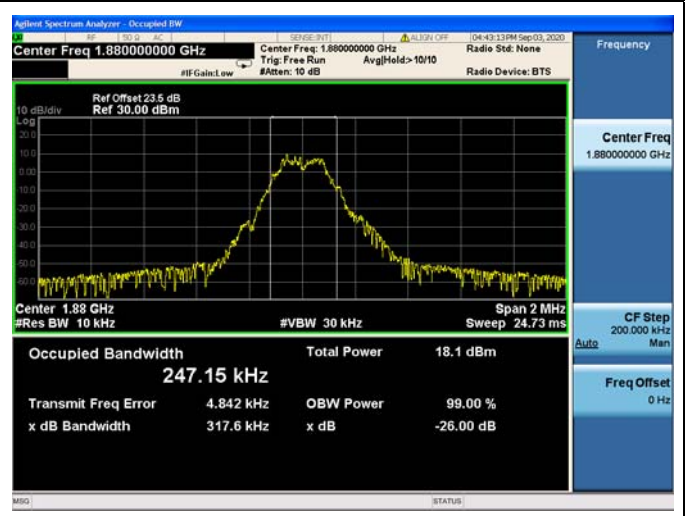 Agilent Spectrum Analyzer - Occupied BW
RF 50 Ω AC SENSE:INT ALIGN OFF 04:43:13 PM Sep 03, 2020
Center Freq 1.880000000 GHz Center Freq: 1.880000000 GHz Radio Std: None
Trig: Free Run Avg|Hold:> 10/10
#IFGain:Low #Atten: 10 dB Radio Device: BTS
Frequency
Ref Offset 23.5 dB
10 dB/div Ref 30.00 dBm
Log
20.0
10.0
0.00
-10.0
-20.0
-30.0
-40.0
-50.0
-60.0
Center 1.88 GHz Span 2 MHz
#Res BW 10 kHz #VBW 30 kHz Sweep 24.73 ms
Occupied Bandwidth Total Power 18.1 dBm
247.15 kHz
Transmit Freq Error 4.842 kHz OBW Power 99.00 %
x dB Bandwidth 317.6 kHz x dB -26.00 dB
Center Freq
1.880000000 GHz
CF Step
200.000 kHz
Auto Man
Freq Offset
0 Hz
MSG STATUS